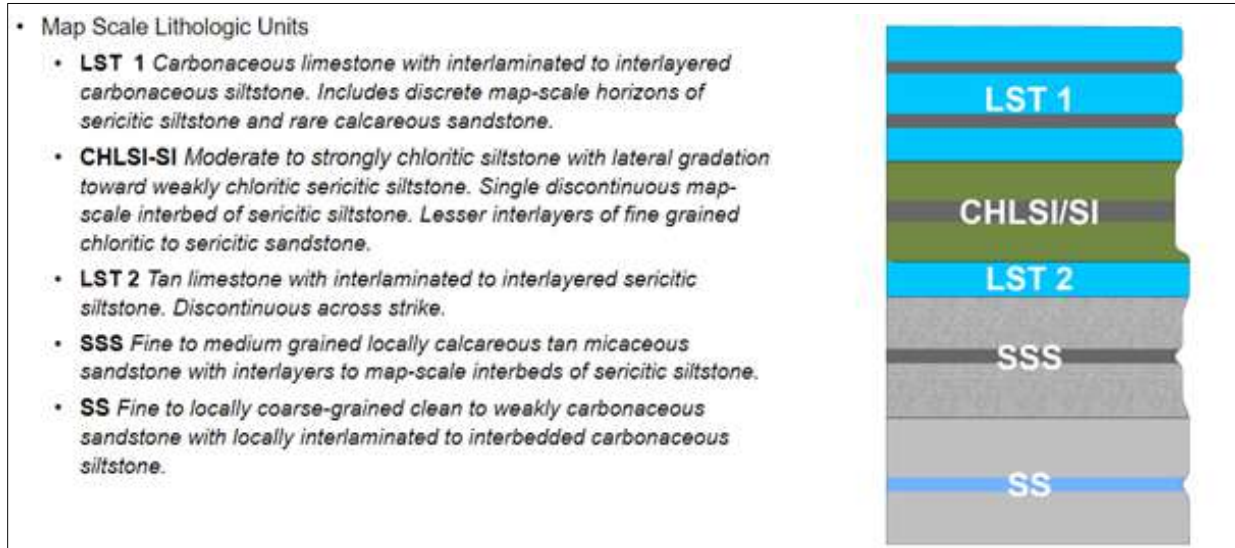 • Map Scale Lithologic Units
• LST 1 Carbonaceous limestone with interlaminated to interlayered
carbonaceous siltstone. Includes discrete map-scale horizons of
sericitic siltstone and rare calcareous sandstone.
• CHLSI-SI Moderate to strongly chloritic siltstone with lateral gradation
toward weakly chloritic sericitic siltstone. Single discontinuous map-
scale interbed of sericitic siltstone. Lesser interlayers of fine grained
chloritic to sericitic sandstone.
• LST 2 Tan limestone with interlaminated to interlayered sericitic
siltstone. Discontinuous across strike.
• SSS Fine to medium grained locally calcareous tan micaceous
sandstone with interlayers to map-scale interbeds of sericitic siltstone.
• SS Fine to locally coarse-grained clean to weakly carbonaceous
sandstone with locally interlaminated to interbedded carbonaceous
siltstone.
LST 1
CHLSI/SI
LST 2
SSS
SS